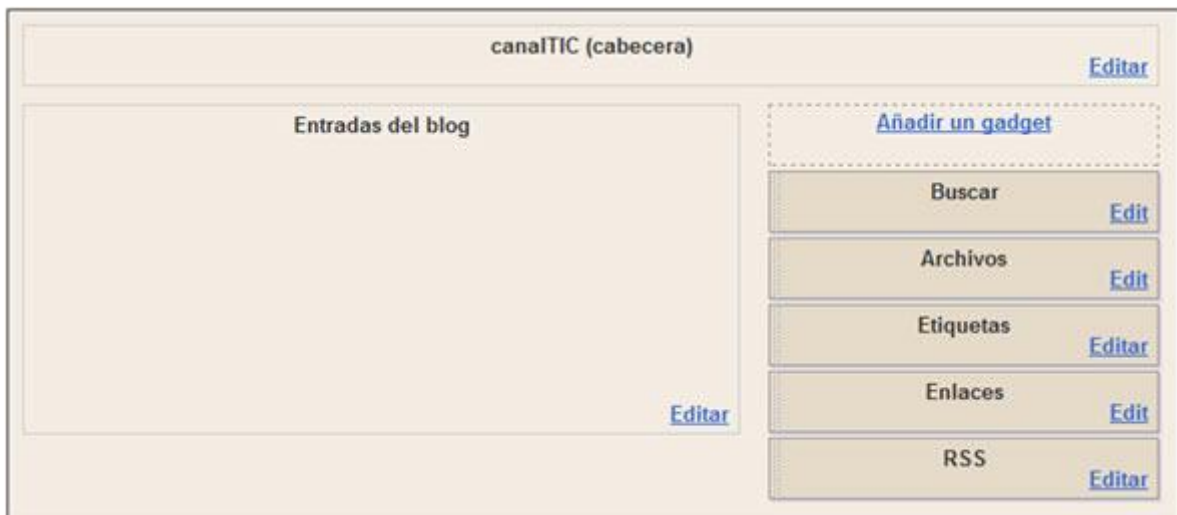 canalTIC (cabecera)
Editar
Entradas del blog
Editar
Añadir un gadget
Buscar
Edit
Archivos
Edit
Etiquetas
Editar
Enlaces
Edit
RSS
Editar